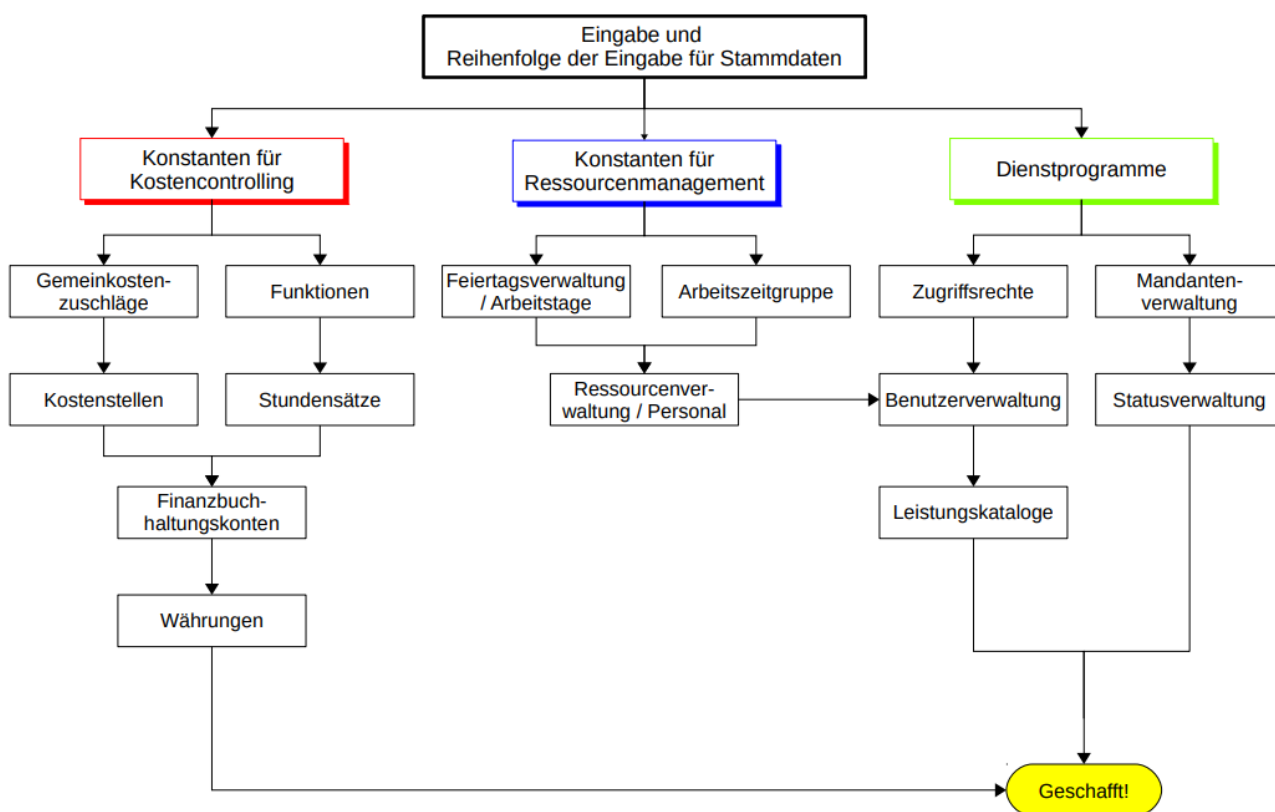 Eingabe und
Reihenfolge der Eingabe für Stammdaten
Konstanten für
Kostencontrolling
Konstanten für
Ressourcenmanagement
Dienstprogramme
Gemeinkosten-
zuschläge
Funktionen
Feiertagsverwaltung
/ Arbeitstage
Arbeitszeitgruppe
Zugriffsrechte
Mandanten-
verwaltung
Kostenstellen
Stundensätze
Ressourcenver-
waltung / Personal
Benutzerverwaltung
Statusverwaltung
Finanzbuch-
haltungskonten
Leistungskataloge
Währungen
Geschafft!